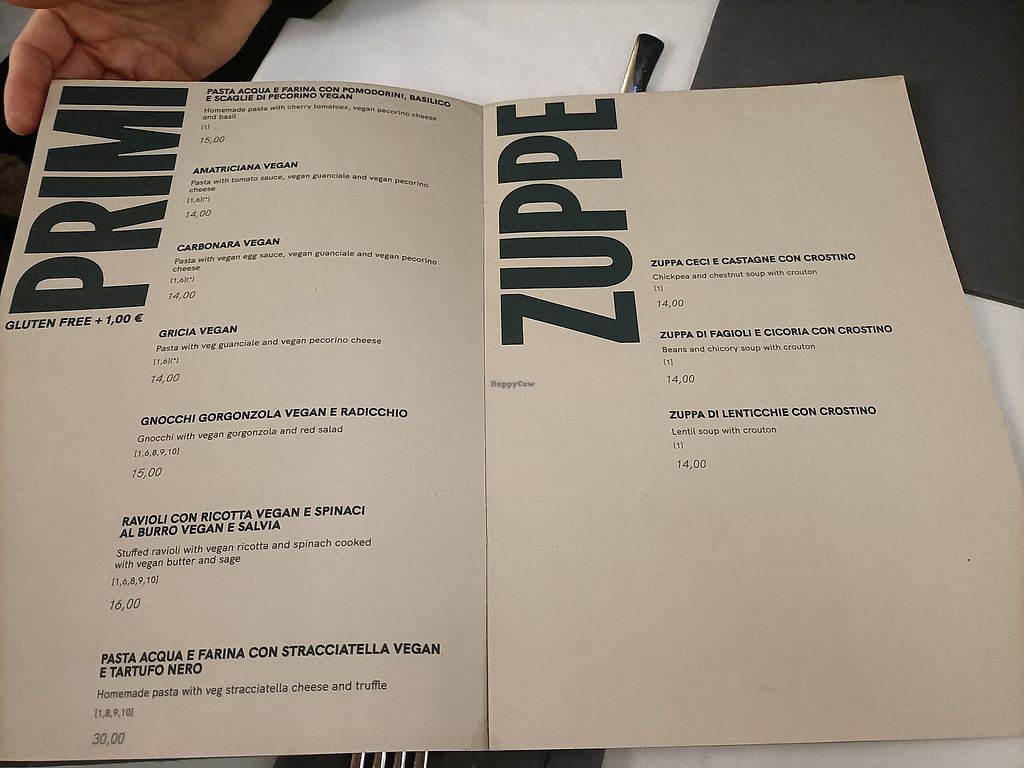 PRIMI
GLUTEN FREE + 1,00 €
PASTA ACQUA E FARINA CON POMODORINI, BASILICO
E SCAGLIE DI PECORINO VEGAN
Homemade pasta with cherry tomatoes, vegan pecorino cheese
and basil
[1]
15,00
AMATRICIANA VEGAN
Pasta with tomato sauce, vegan guanciale and vegan pecorino
cheese
[1,6](*)
14,00
CARBONARA VEGAN
Pasta with vegan egg sauce, vegan guanciale and vegan pecorino
cheese
[1,6](*)
14,00
GRICIA VEGAN
Pasta with veg guanciale and vegan pecorino cheese
[1,6](*)
14,00
GNOCCHI GORGONZOLA VEGAN E RADICCHIO
Gnocchi with vegan gorgonzola and red salad
[1,6,8,9,10]
15,00
RAVIOLI CON RICOTTA VEGAN E SPINACI
AL BURRO VEGAN E SALVIA
Stuffed ravioli with vegan ricotta and spinach cooked
with vegan butter and sage
[1,6,8,9,10]
16,00
PASTA ACQUA E FARINA CON STRACCIATELLA VEGAN
E TARTUFO NERO
Homemade pasta with veg stracciatella cheese and truffle
[1,8,9,10]
30,00
ZUPPE
ZUPPA CECI E CASTAGNE CON CROSTINO
Chickpea and chestnut soup with crouton
[1]
14,00
ZUPPA DI FAGIOLI E CICORIA CON CROSTINO
Beans and chicory soup with crouton
[1]
14,00
ZUPPA DI LENTICCHIE CON CROSTINO
Lentil soup with crouton
[1]
14,00
HappyCow